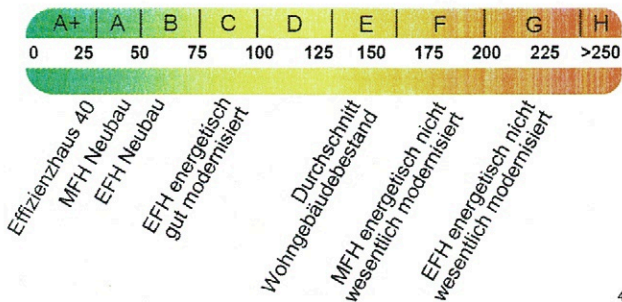 A+ A B C D E F G H
0 25 50 75 100 125 150 175 200 225 >250
Effizienzhaus 40
MFH Neubau
EFH Neubau
EFH energetisch
gut modernisiert
Durchschnitt
Wohngebäudebestand
MFH energetisch nicht
wesentlich modernisiert
EFH energetisch nicht
wesentlich modernisiert